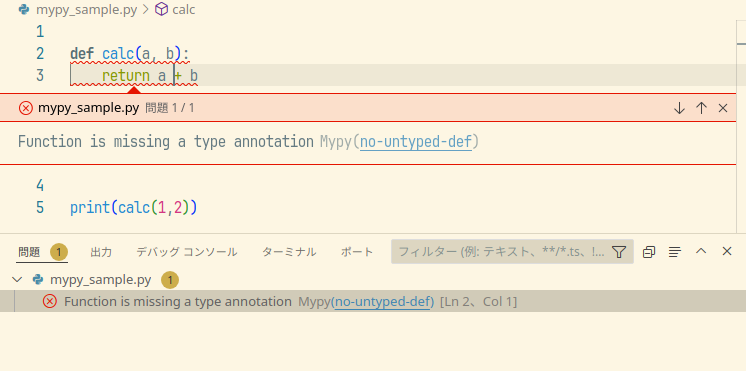 mypy_sample.py > calc
1
2 def calc(a, b):
3 return a + b
mypy_sample.py 問題 1 / 1
Function is missing a type annotation Mypy(no-untyped-def)
4
5 print(calc(1,2))
問題 1 出力 デバッグ コンソール ターミナル ポート フィルター (例: テキスト、**/*.ts、!...
mypy_sample.py 1
Function is missing a type annotation Mypy(no-untyped-def) [Ln 2、Col 1]